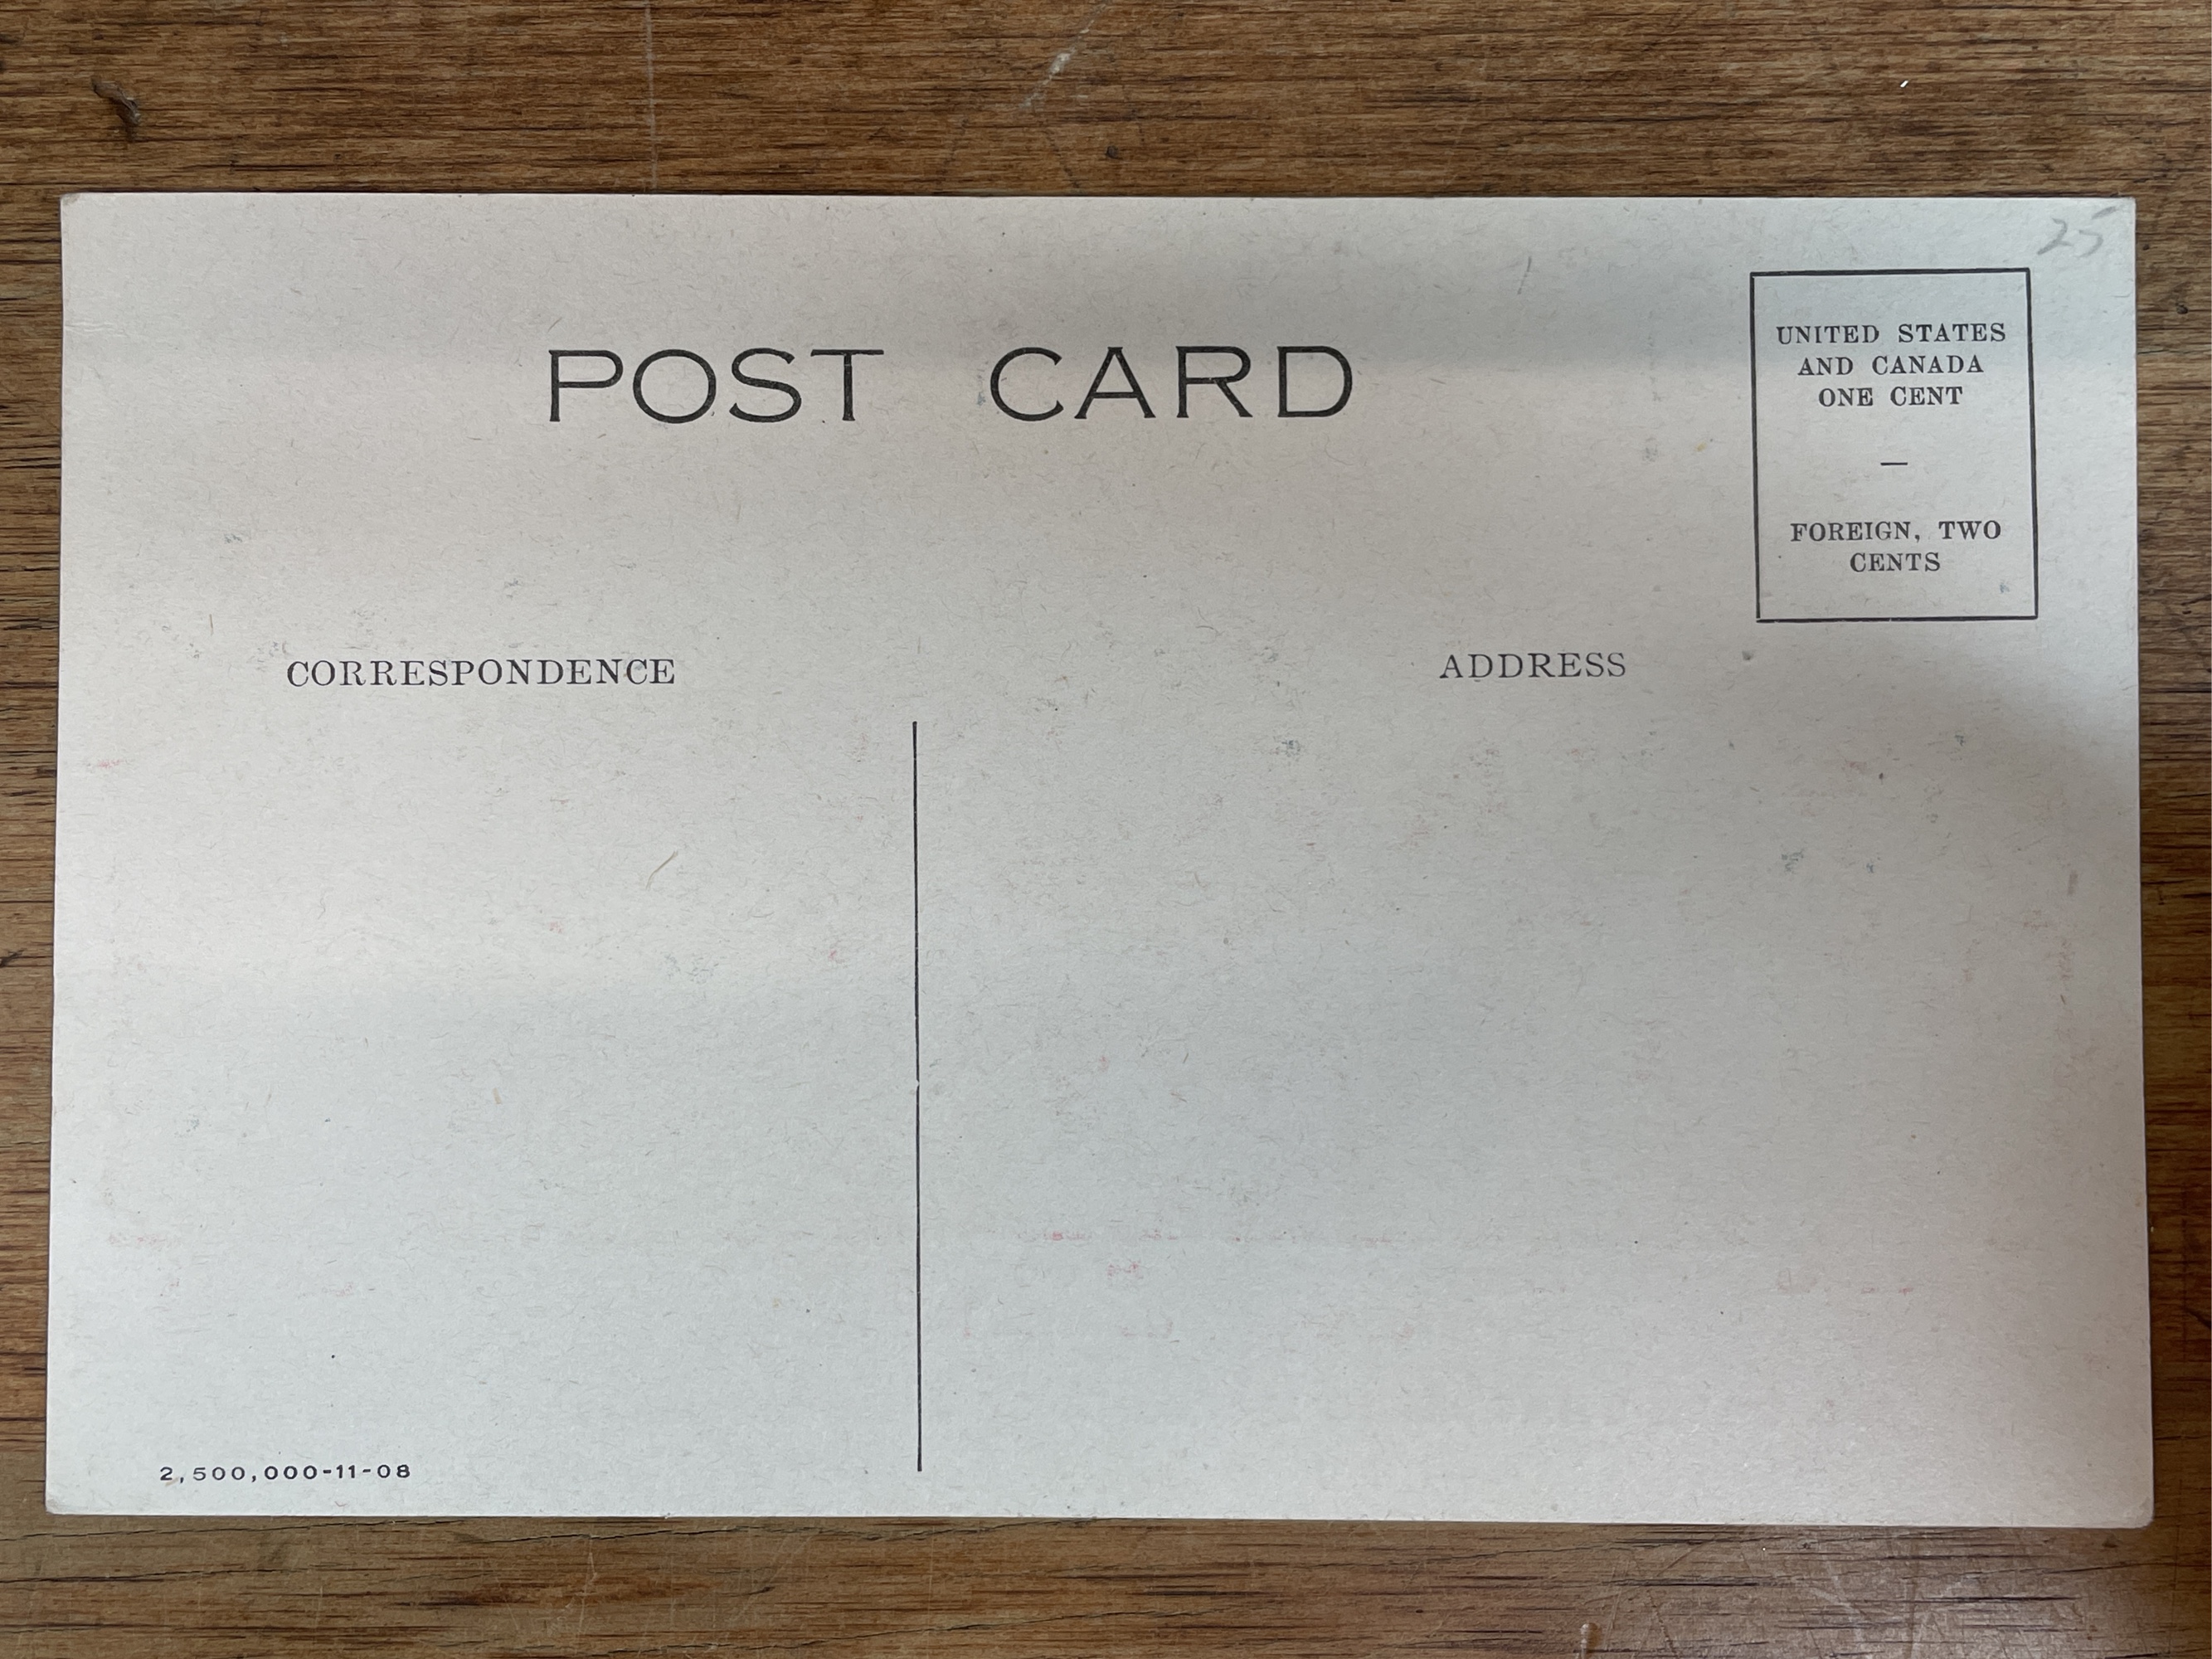 25
POST CARD
UNITED STATES
AND CANADA
ONE CENT
—
FOREIGN, TWO
CENTS
CORRESPONDENCE
ADDRESS
2,500,000-11-08